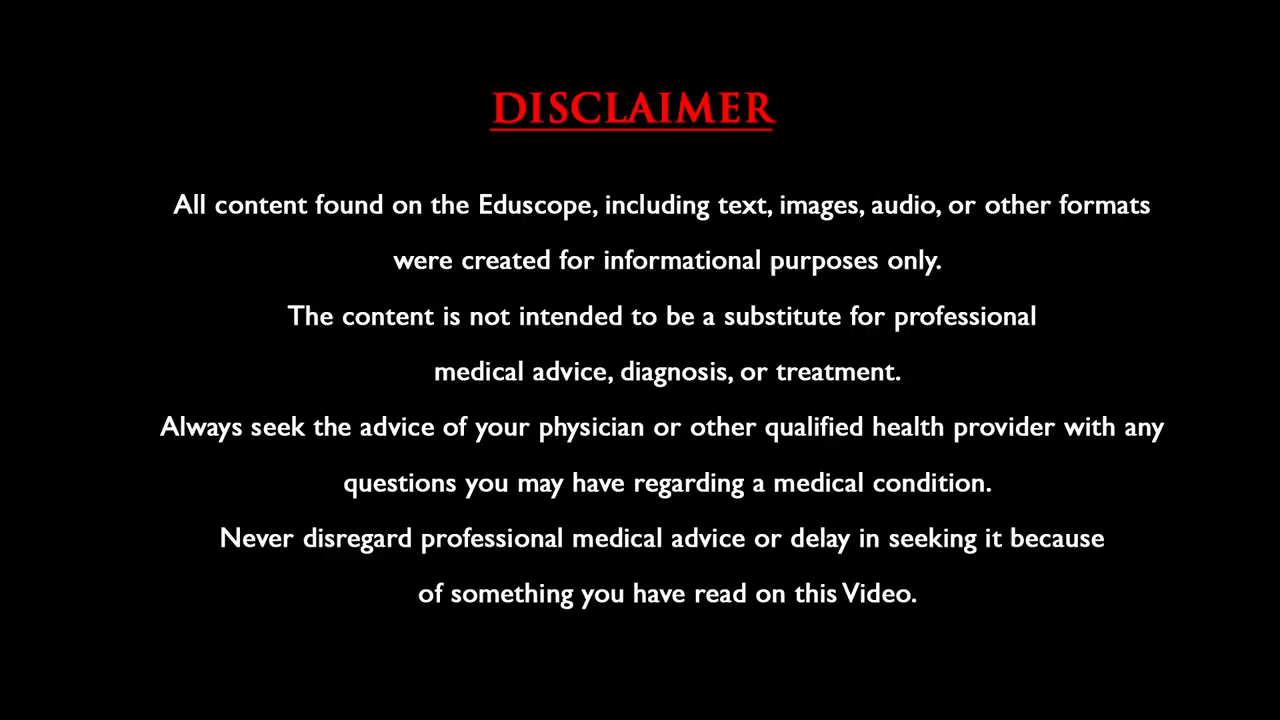 DISCLAIMER
All content found on the Eduscope, including text, images, audio, or other formats
were created for informational purposes only.
The content is not intended to be a substitute for professional
medical advice, diagnosis, or treatment.
Always seek the advice of your physician or other qualified health provider with any
questions you may have regarding a medical condition.
Never disregard professional medical advice or delay in seeking it because
of something you have read on this Video.